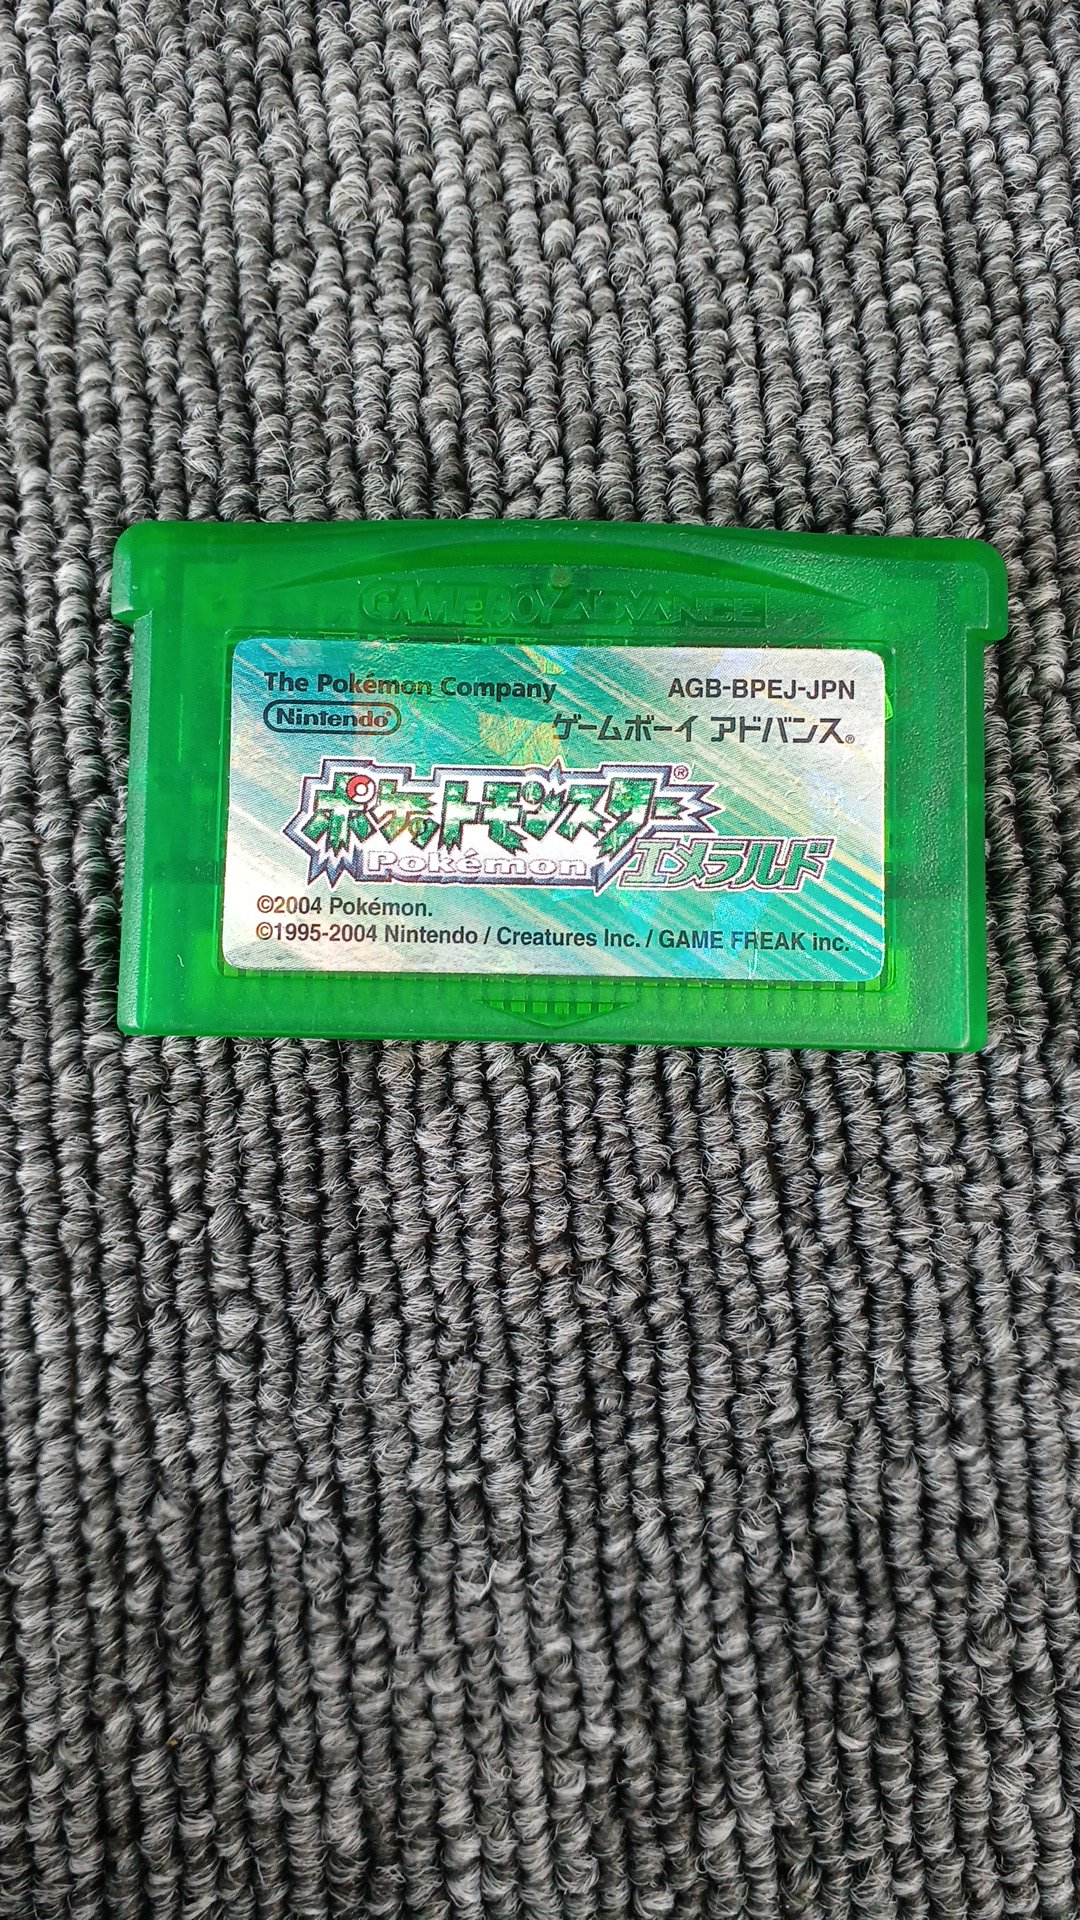 GAME BOY ADVANCE
The Pokémon Company AGB-BPEJ-JPN
Nintendo® ゲームボーイ アドバンス®
ポケットモンスター®
Pokémon エメラルド
©2004 Pokémon.
©1995-2004 Nintendo / Creatures Inc. / GAME FREAK inc.